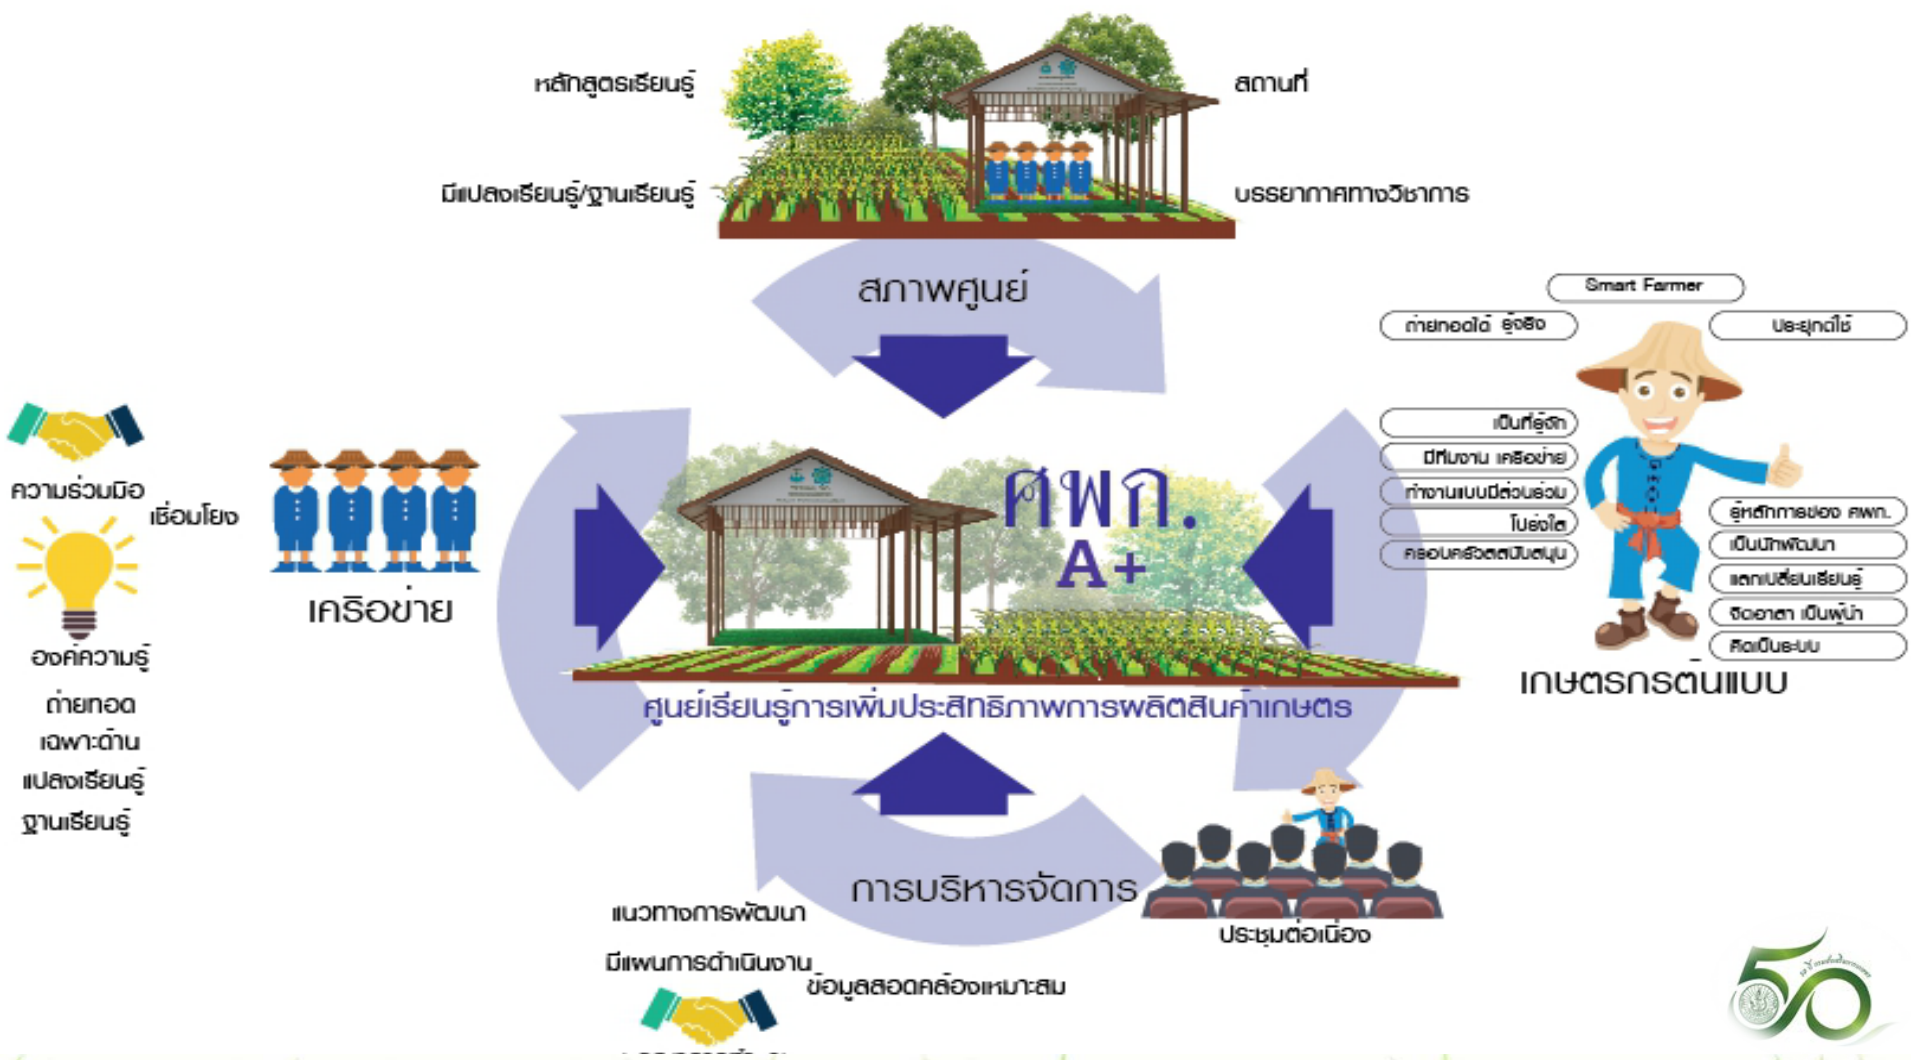 หลักสูตรเรียนรู้
สถานที่
มีแปลงเรียนรู้/ฐานเรียนรู้
บรรยากาศทางวิชาการ
สภาพศูนย์
Smart Farmer
ถ่ายทอดได้ รู้จริง
ประยุกต์ใช้
เป็นที่รู้จัก
มีทีมงาน เครือข่าย
ทำงานแบบมีส่วนร่วม
โปร่งใส
ครอบครัวสนับสนุน
รู้หลักการของ ศพก.
เป็นนักพัฒนา
แลกเปลี่ยนเรียนรู้
จิตอาสา เป็นผู้นำ
คิดเป็นระบบ
เกษตรกรต้นแบบ
ความร่วมมือ
เชื่อมโยง
เครือข่าย
องค์ความรู้
ถ่ายทอด
เฉพาะด้าน
แปลงเรียนรู้
ฐานเรียนรู้
ศพก.
A+
ศูนย์เรียนรู้การเพิ่มประสิทธิภาพการผลิตสินค้าเกษตร
การบริหารจัดการ
แนวทางการพัฒนา
ประชุมต่อเนื่อง
มีแผนการดำเนินงาน
ข้อมูลสอดคล้องเหมาะสม
50